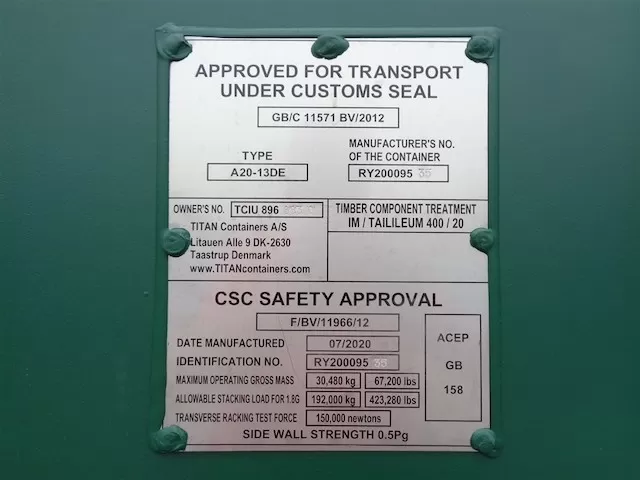 APPROVED FOR TRANSPORT
UNDER CUSTOMS SEAL
GB/C 11571 BV/2012
TYPE
A20-13DE
MANUFACTURER'S NO.
OF THE CONTAINER
RY200095 35
OWNER'S NO. TCIU 896
TITAN Containers A/S
Litauen Alle 9 DK-2630
Taastrup Denmark
www.TITANcontainers.com
TIMBER COMPONENT TREATMENT
IM / TAILILEUM 400 / 20
CSC SAFETY APPROVAL
F/BV/11966/12
DATE MANUFACTURED 07/2020
IDENTIFICATION NO. RY200095 35
MAXIMUM OPERATING GROSS MASS 30,480 kg 67,200 lbs
ALLOWABLE STACKING LOAD FOR 1.8G 192,000 kg 423,280 lbs
TRANSVERSE RACKING TEST FORCE 150,000 newtons
SIDE WALL STRENGTH 0.5Pg
ACEP
GB
158